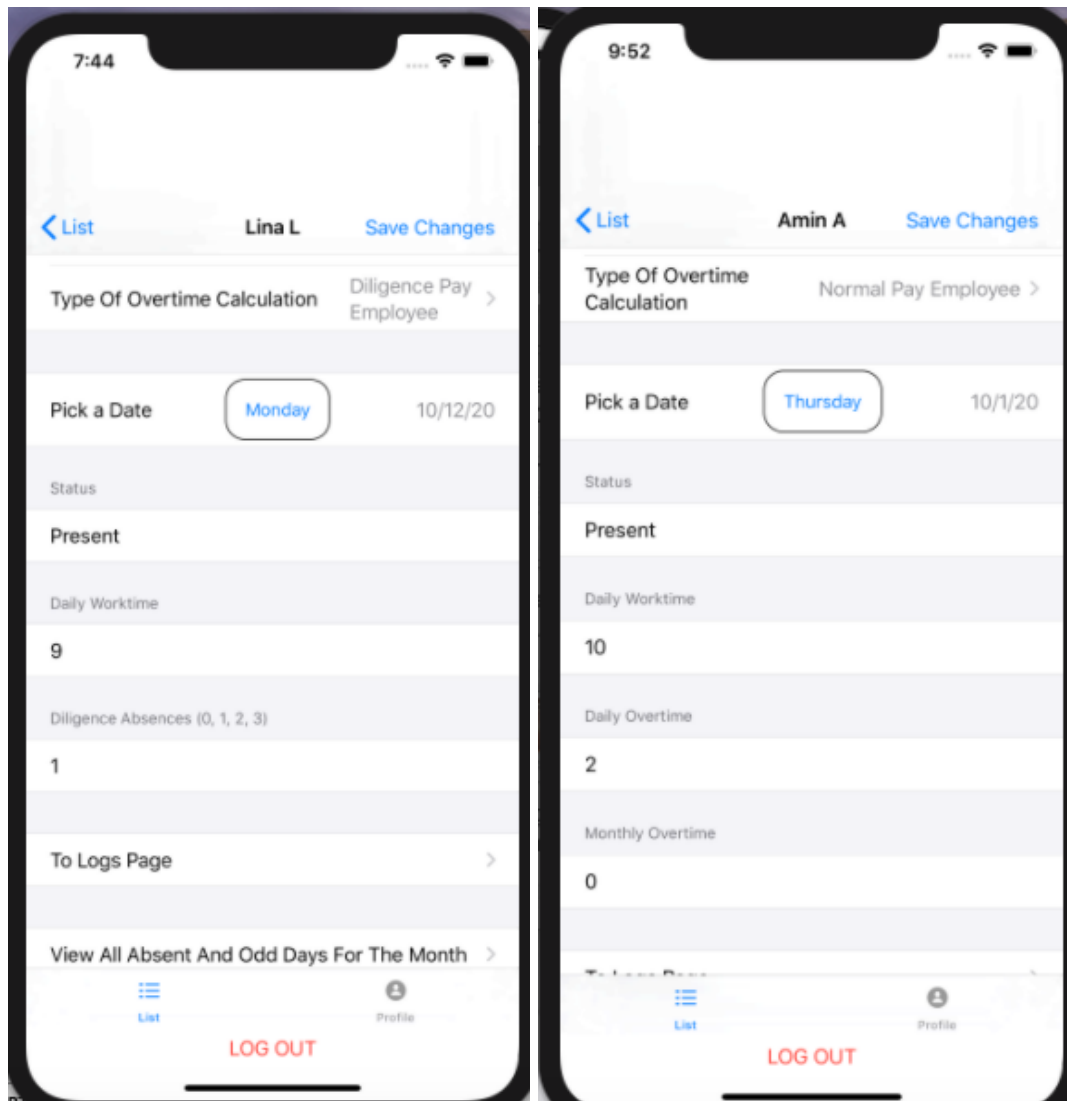 7:44
List
Lina L
Save Changes
Type Of Overtime Calculation
Diligence Pay
Employee
Pick a Date
Monday
10/12/20
Status
Present
Daily Worktime
9
Diligence Absences (0, 1, 2, 3)
1
To Logs Page
View All Absent And Odd Days For The Month
List
Profile
LOG OUT
9:52
List
Amin A
Save Changes
Type Of Overtime
Calculation
Normal Pay Employee
Pick a Date
Thursday
10/1/20
Status
Present
Daily Worktime
10
Daily Overtime
2
Monthly Overtime
0
To Logs Page
List
Profile
LOG OUT